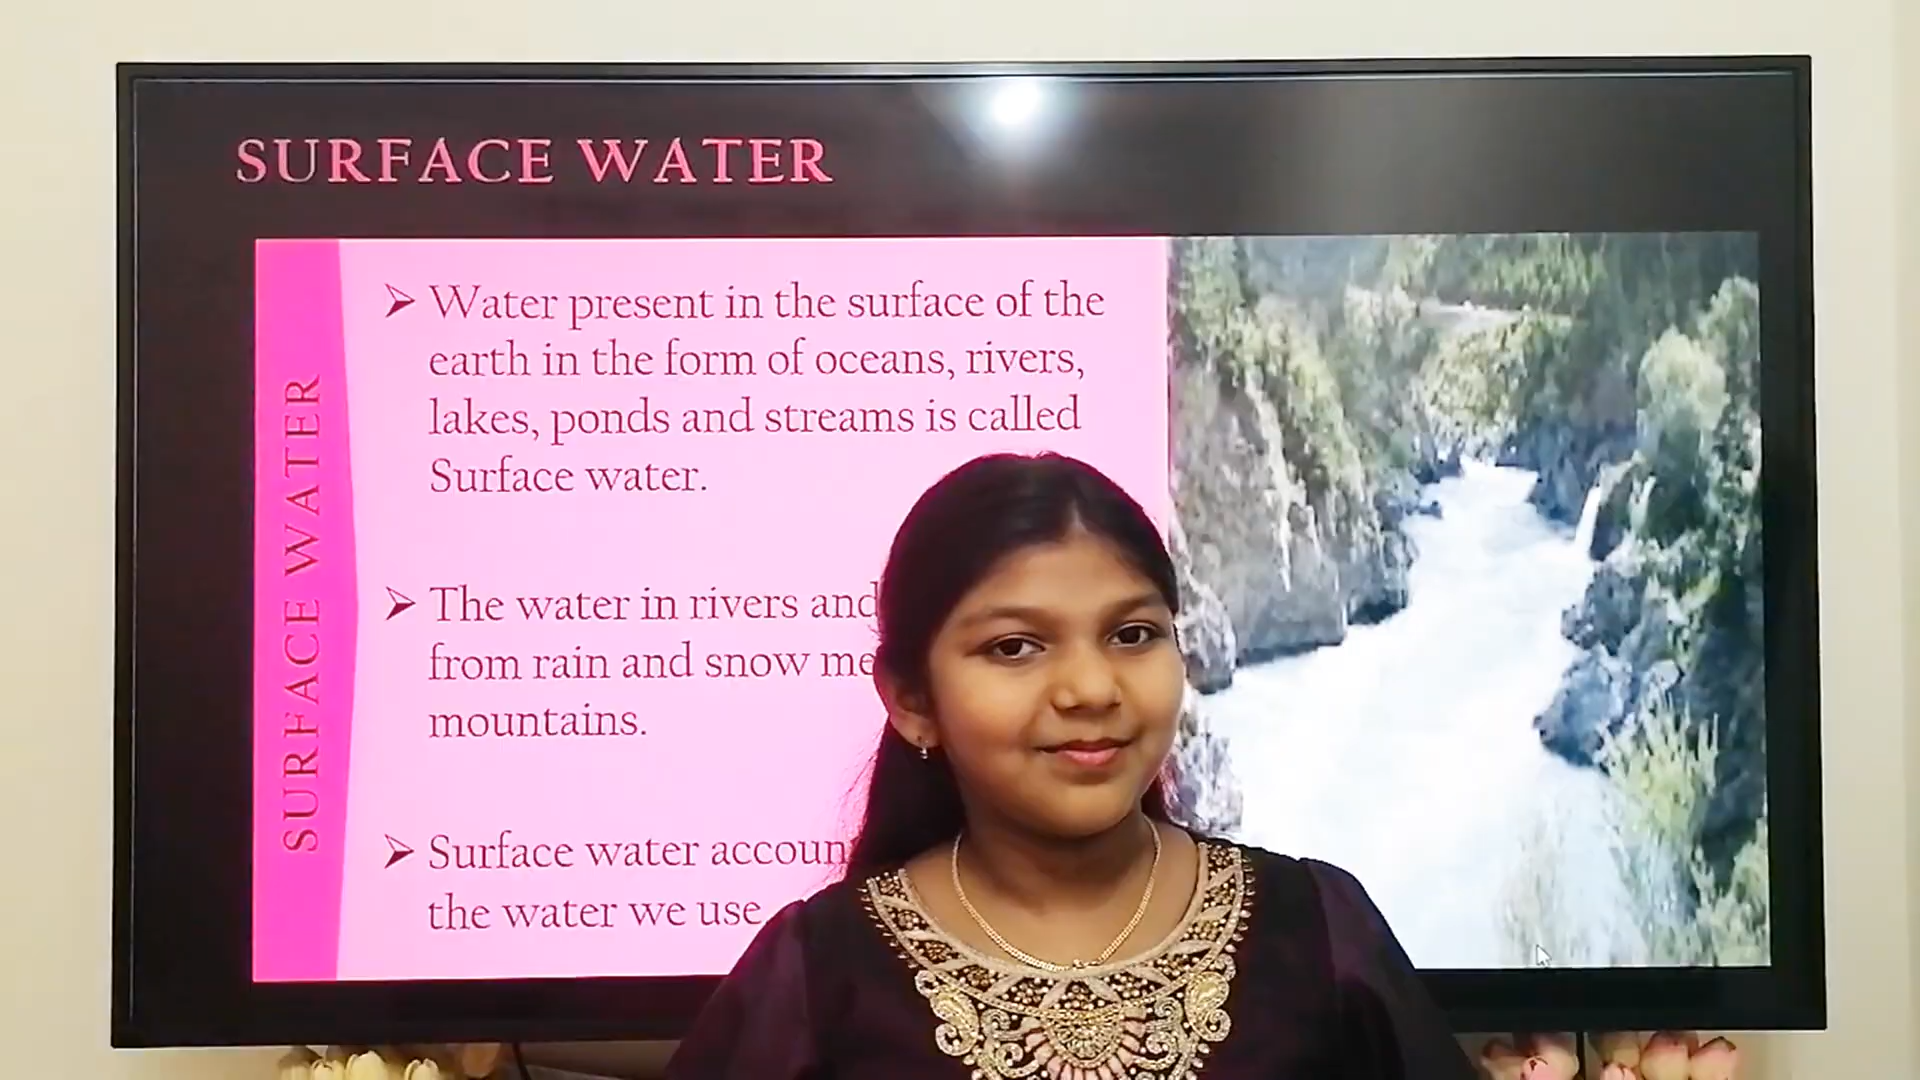 SURFACE WATER
SURFACE WATER
➢ Water present in the surface of the
earth in the form of oceans, rivers,
lakes, ponds and streams is called
Surface water.
➢ The water in rivers and
from rain and snow
mountains.
➢ Surface water
the water we use.